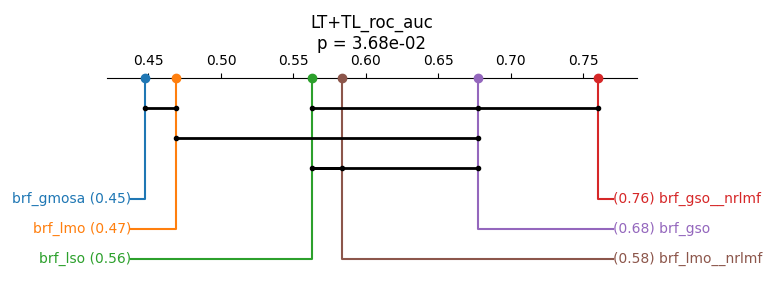 LT+TL_roc_auc
p = 3.68e-02
0.45 0.50 0.55 0.60 0.65 0.70 0.75
brf_gmosa (0.45) (0.76) brf_gso__nrlmf
brf_lmo (0.47) (0.68) brf_gso
brf_lso (0.56) (0.58) brf_lmo__nrlmf